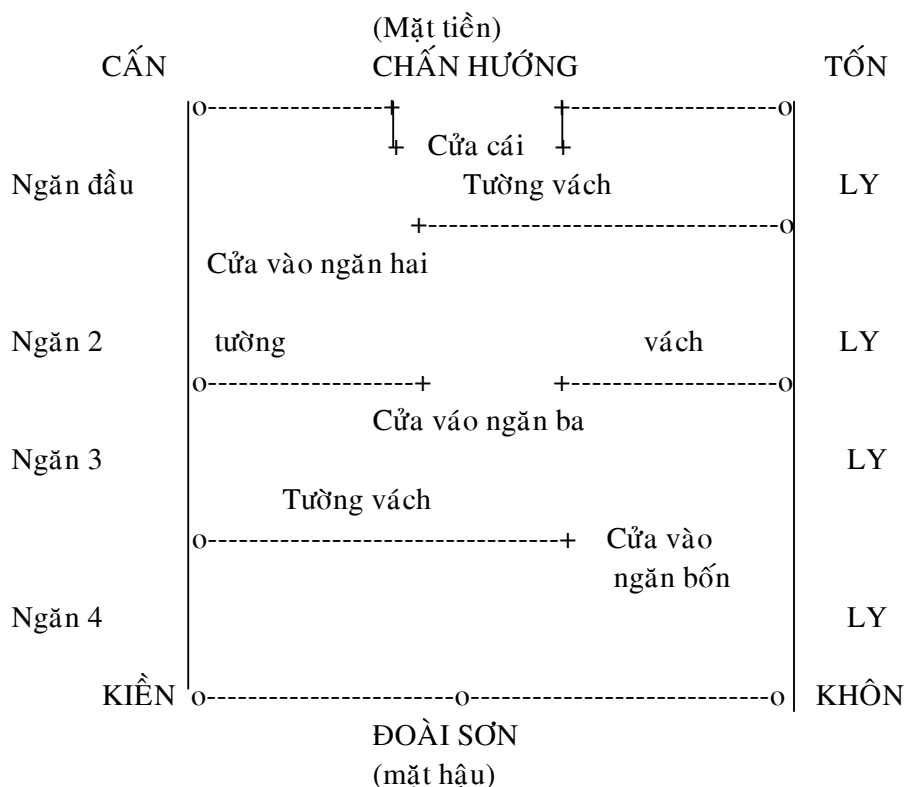 (Mặt tiền)
CẤN CHẤN HƯỚNG TỐN
Cửa cái
Ngăn đầu Tường vách LY
Cửa vào ngăn hai
Ngăn 2 tường vách LY
Cửa váo ngăn ba
Ngăn 3 LY
Tường vách
Cửa vào
ngăn bốn
Ngăn 4 LY
KIỀN KHÔN
ĐOÀI SƠN
(mặt hậu)